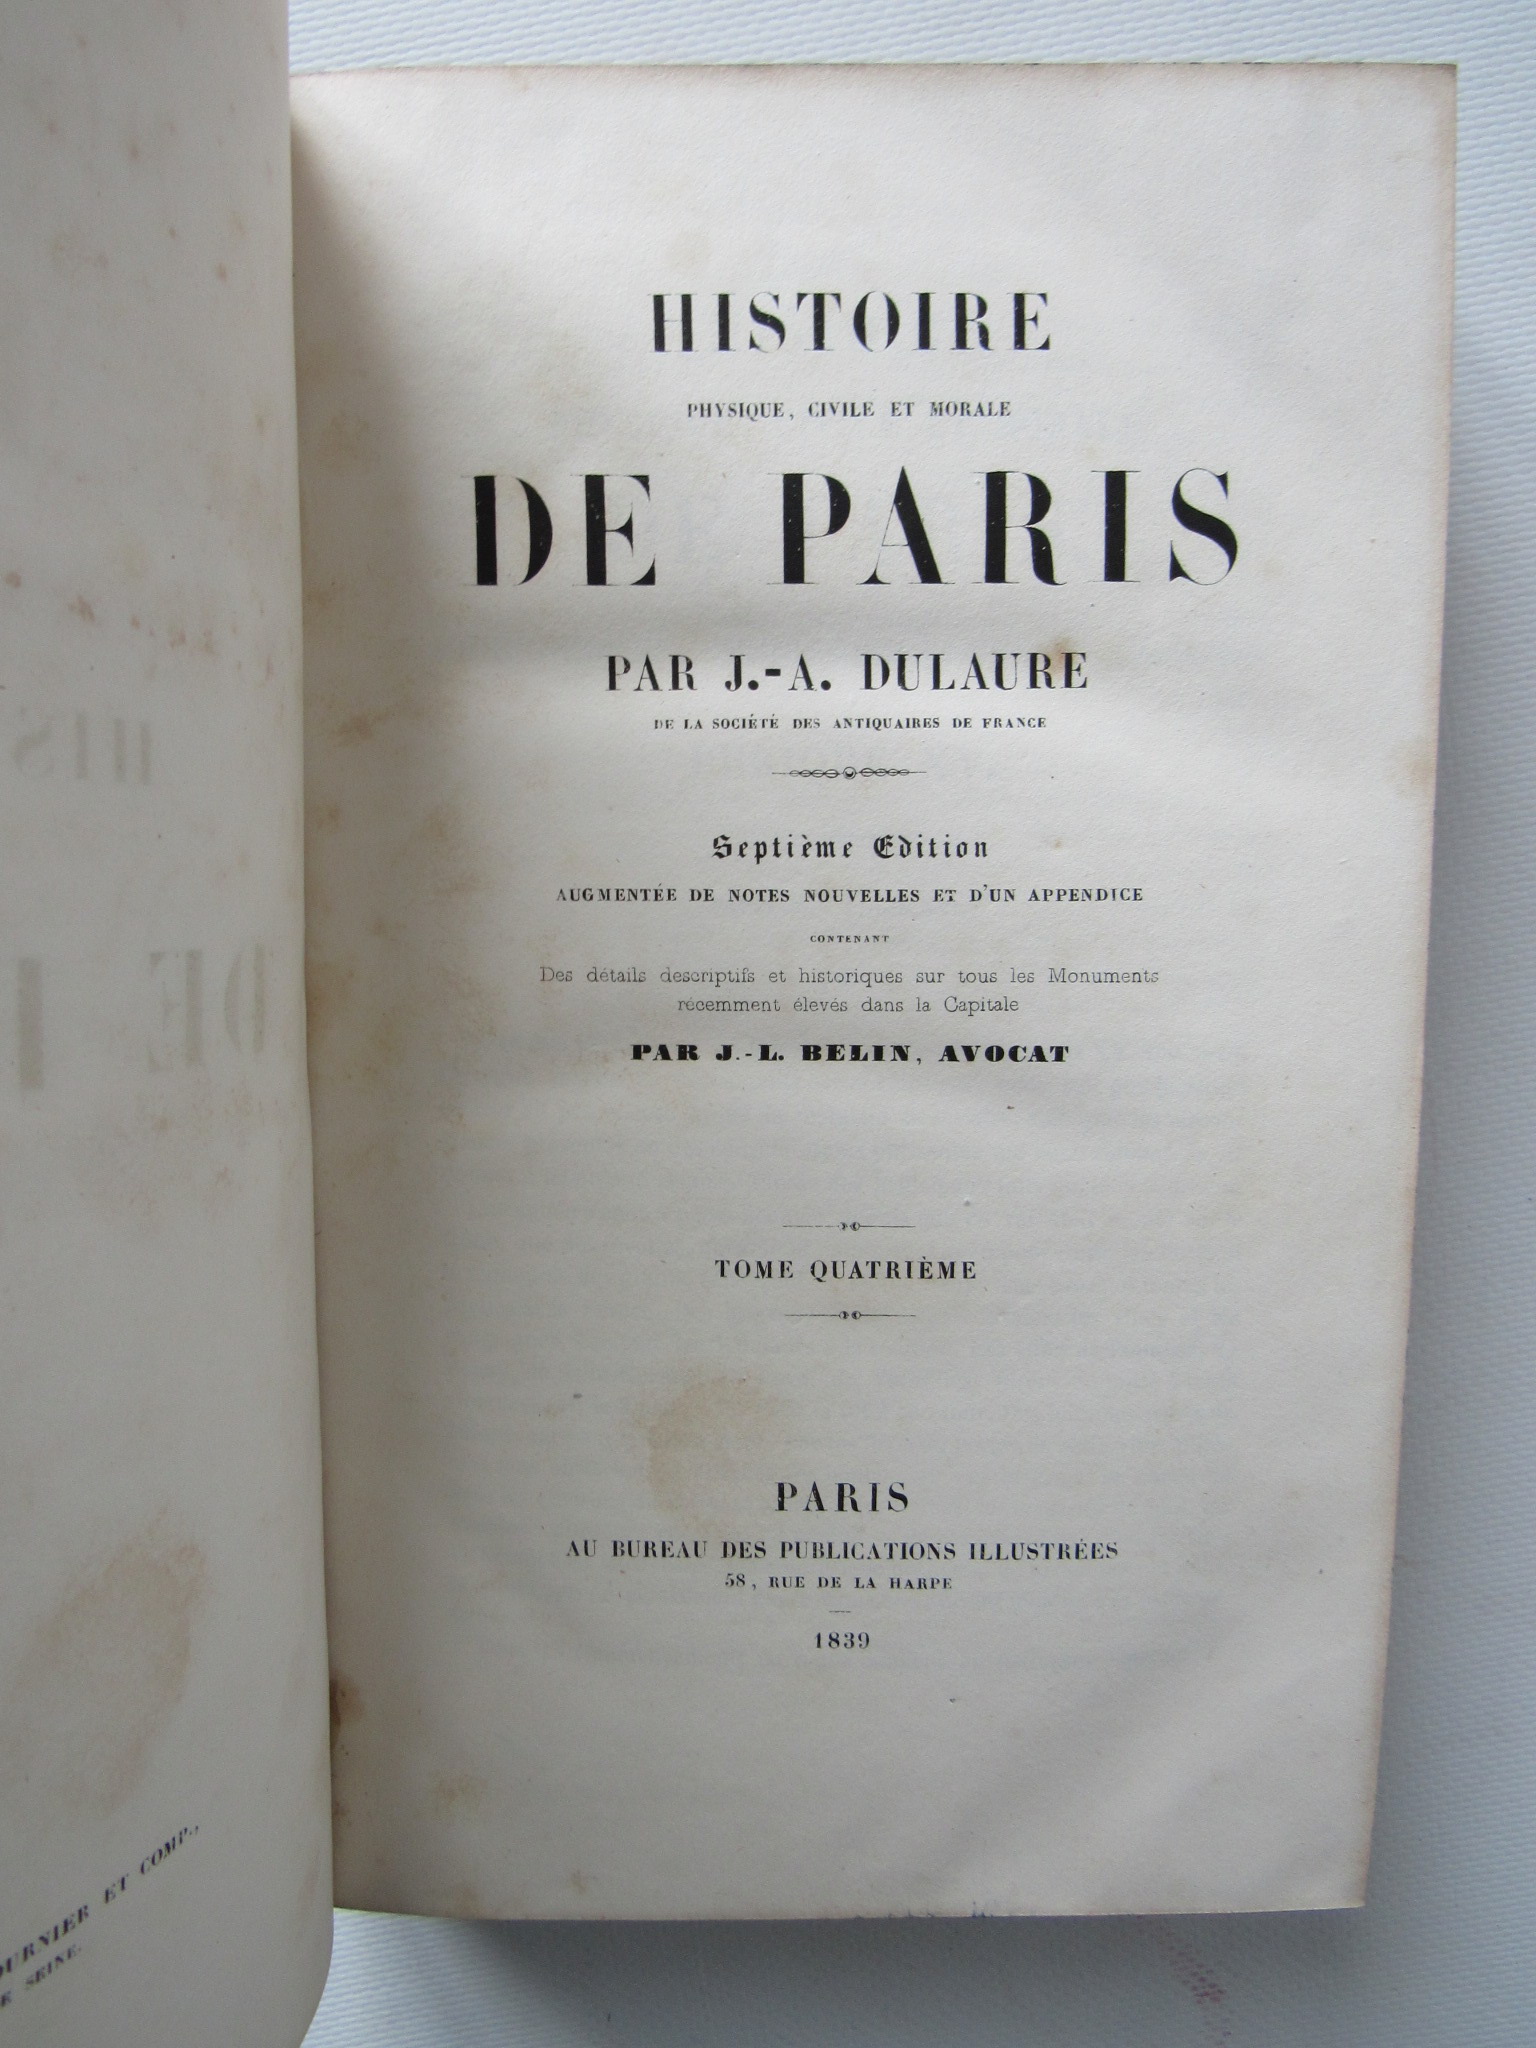 HISTOIRE
PHYSIQUE, CIVILE ET MORALE
DE PARIS
PAR J.-A. DULAURE
DE LA SOCIÉTÉ DES ANTIQUAIRES DE FRANCE
Septième Edition
AUGMENTÉE DE NOTES NOUVELLES ET D'UN APPENDICE
CONTENANT
Des détails descriptifs et historiques sur tous les Monuments
récemment élevés dans la Capitale
PAR J.-L. BELIN, AVOCAT
TOME QUATRIÈME
PARIS
AU BUREAU DES PUBLICATIONS ILLUSTRÉES
58, RUE DE LA HARPE
1839
ET COMP.,
SEINE.